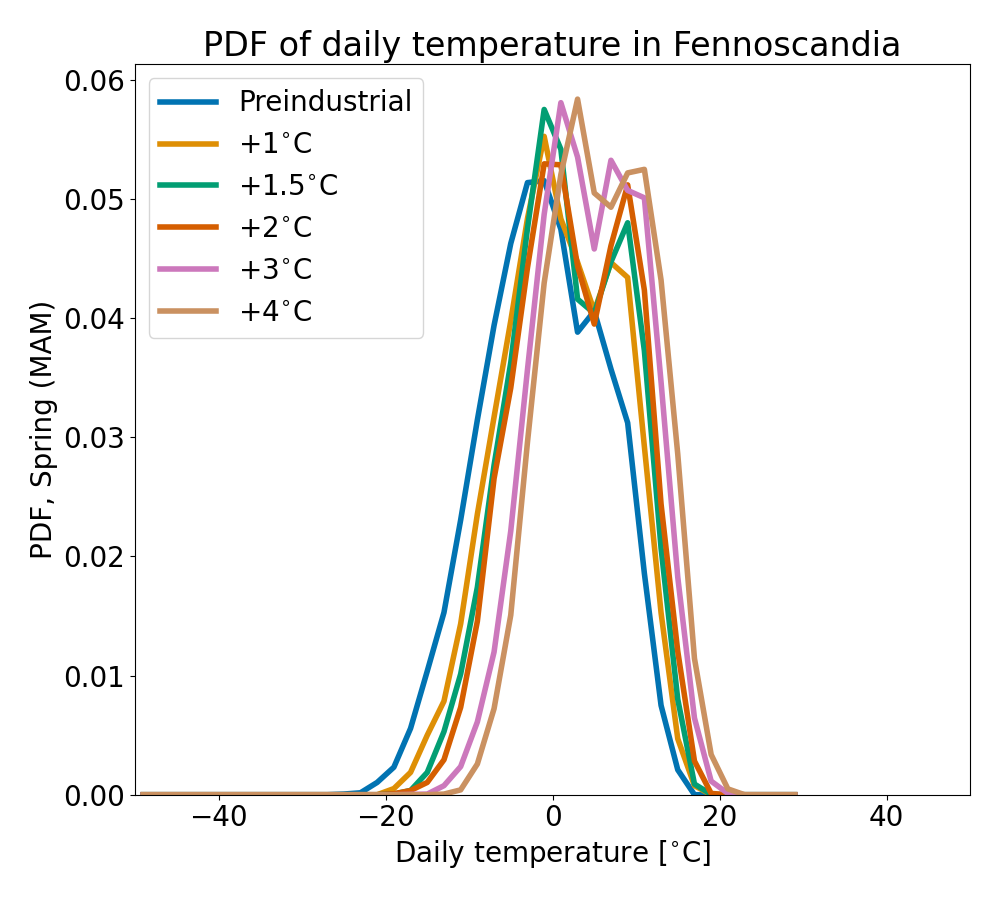 PDF of daily temperature in Fennoscandia
PDF, Spring (MAM)
0.06
0.05
0.04
0.03
0.02
0.01
0.00
Preindustrial
+1°C
+1.5°C
+2°C
+3°C
+4°C
−40
−20
0
20
40
Daily temperature [°C]